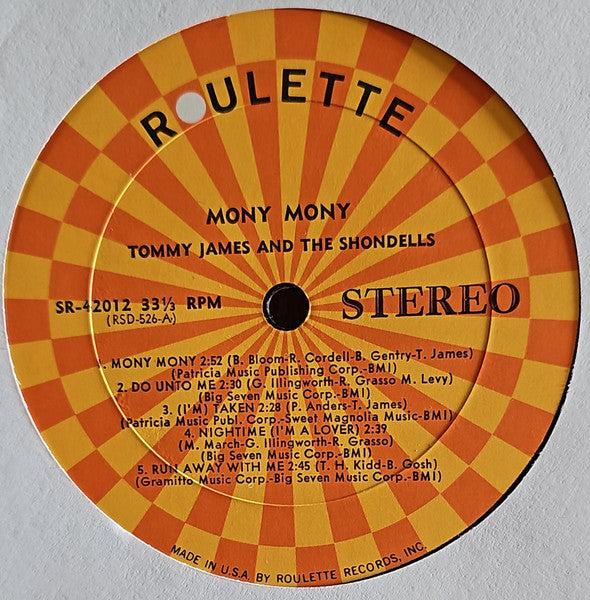 ROULETTE
MONY MONY
TOMMY JAMES AND THE SHONDELLS
SR-42012 33⅓ RPM STEREO
(RSD-526-A)
1. MONY MONY 2:52 (B. Bloom-R. Cordell-B. Gentry-T. James)
(Patricia Music Publishing Corp.-BMI)
2. DO UNTO ME 2:30 (G. Illingworth-R. Grasso M. Levy)
(Big Seven Music Corp.-BMI)
3. (I'M) TAKEN 2:28 (P. Anders-T. James)
(Patricia Music Publ. Corp.-Sweet Magnolia Music-BMI)
4. NIGHTIME (I'M A LOVER) 2:39
(M. March-G. Illingworth-R. Grasso)
(Big Seven Music Corp.-BMI)
5. RUN AWAY WITH ME 2:45 (T. H. Kidd-B. Gosh)
(Gramitto Music Corp.-Big Seven Music Corp.-BMI)
MADE IN U.S.A. BY ROULETTE RECORDS, INC.